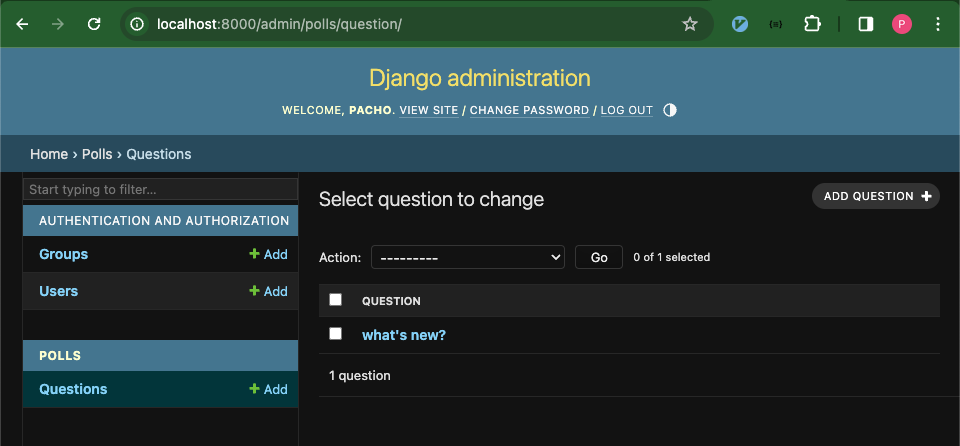 localhost:8000/admin/polls/question/
P
Django administration
WELCOME, PACHO. VIEW SITE / CHANGE PASSWORD / LOG OUT
Home › Polls › Questions
Start typing to filter...
AUTHENTICATION AND AUTHORIZATION
Groups + Add
Users + Add
POLLS
Questions + Add
Select question to change
ADD QUESTION +
Action: --------- Go 0 of 1 selected
QUESTION
what's new?
1 question